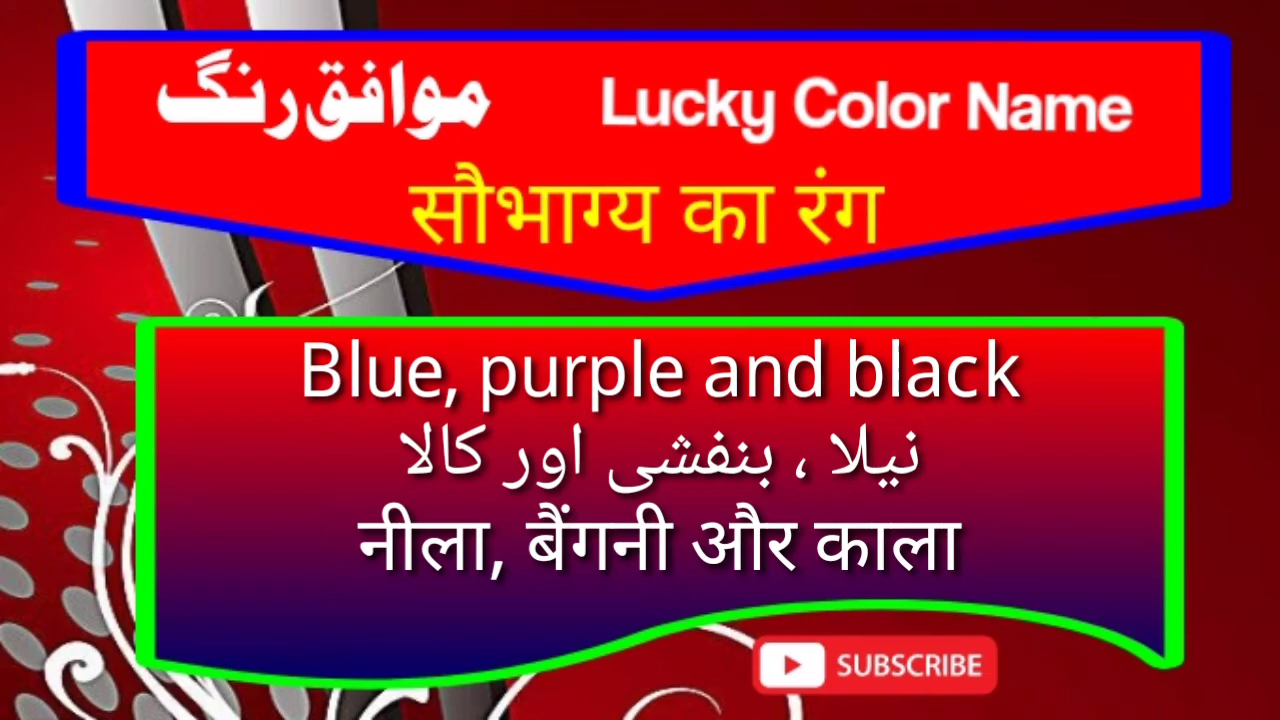 موافق رنگ Lucky Color Name
सौभाग्य का रंग
Blue, purple and black
نیلا ، بنفشی اور کالا
नीला, बैंगनी और काला
SUBSCRIBE